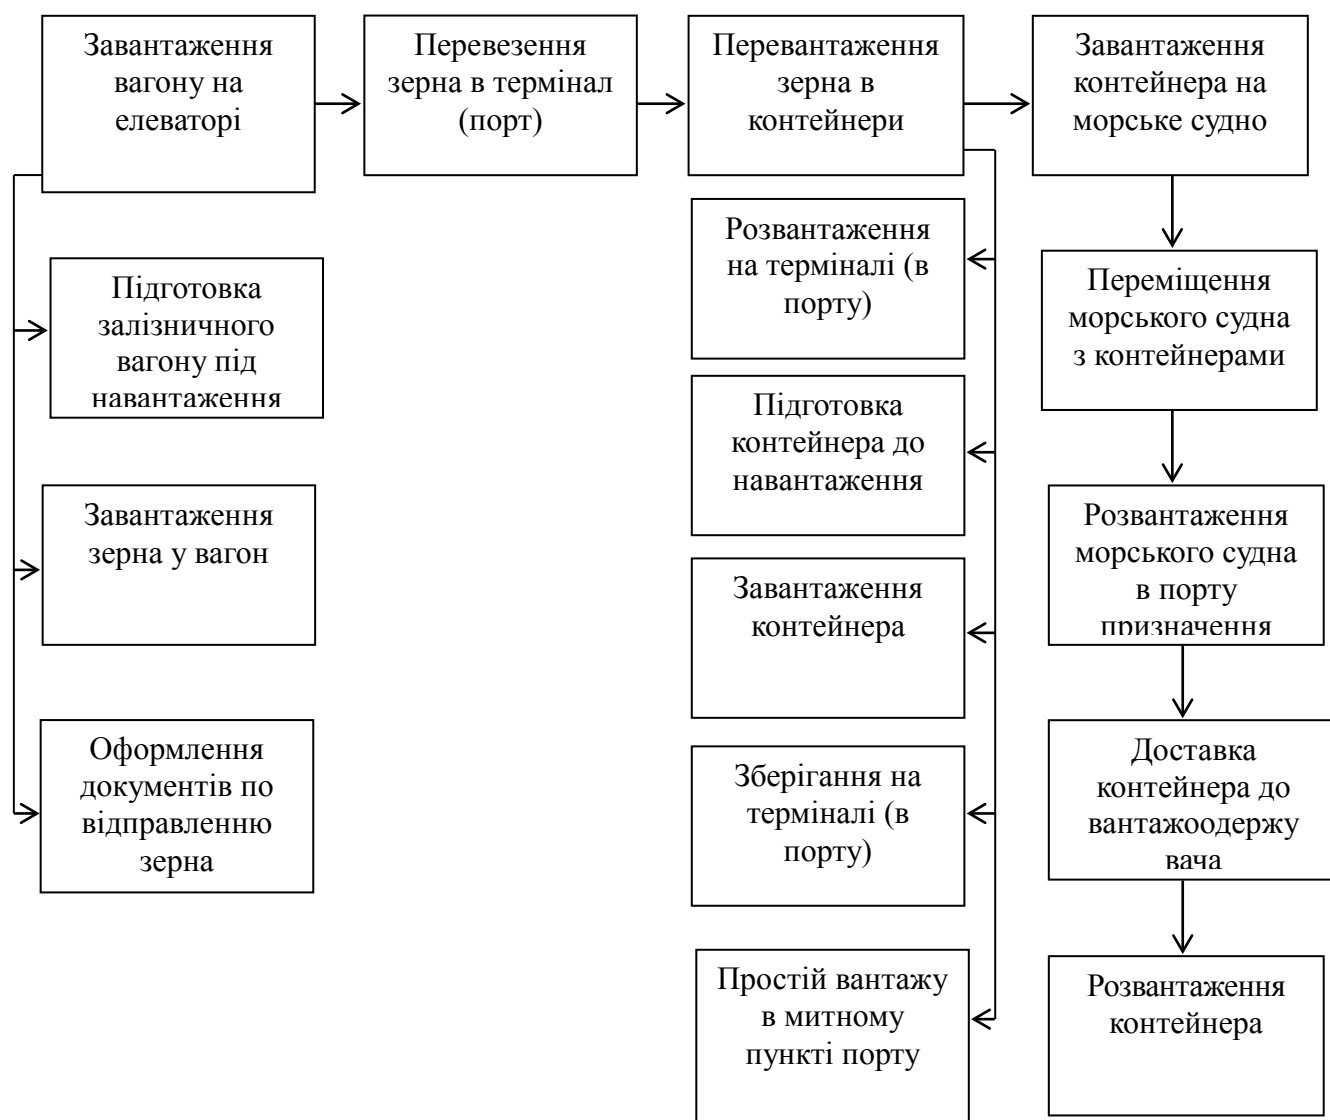 Завантаження
вагону на
елеваторі
Перевезення
зерна в термінал
(порт)
Перевантаження
зерна в
контейнери
Завантаження
контейнера на
морське судно
Підготовка
залізничного
вагону під
навантаження
Завантаження
зерна у вагон
Оформлення
документів по
відправленню
зерна
Розвантаження
на терміналі (в
порту)
Підготовка
контейнера до
навантаження
Завантаження
контейнера
Зберігання на
терміналі (в
порту)
Простій вантажу
в митному
пункті порту
Переміщення
морського судна
з контейнерами
Розвантаження
морського судна
в порту
призначення
Доставка
контейнера до
вантажоодержу
вача
Розвантаження
контейнера